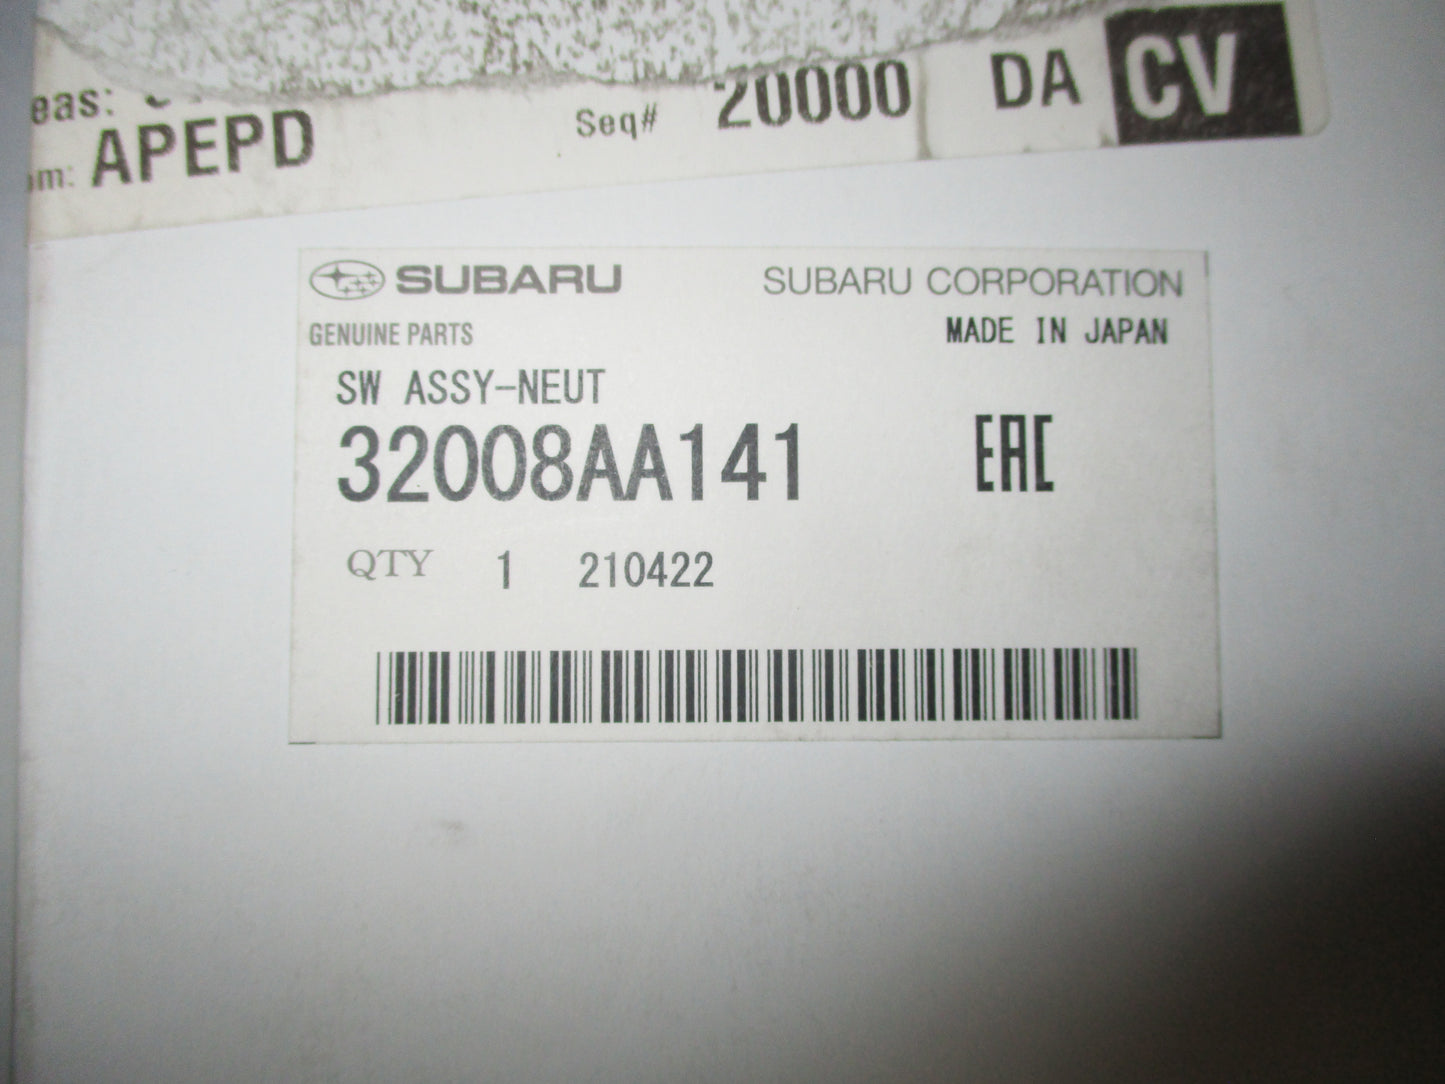 eas:
Seq# 20000 DA CV
m: APEPD
SUBARU SUBARU CORPORATION
GENUINE PARTS MADE IN JAPAN
SW ASSY-NEUT
32008AA141 EAC
QTY 1 210422